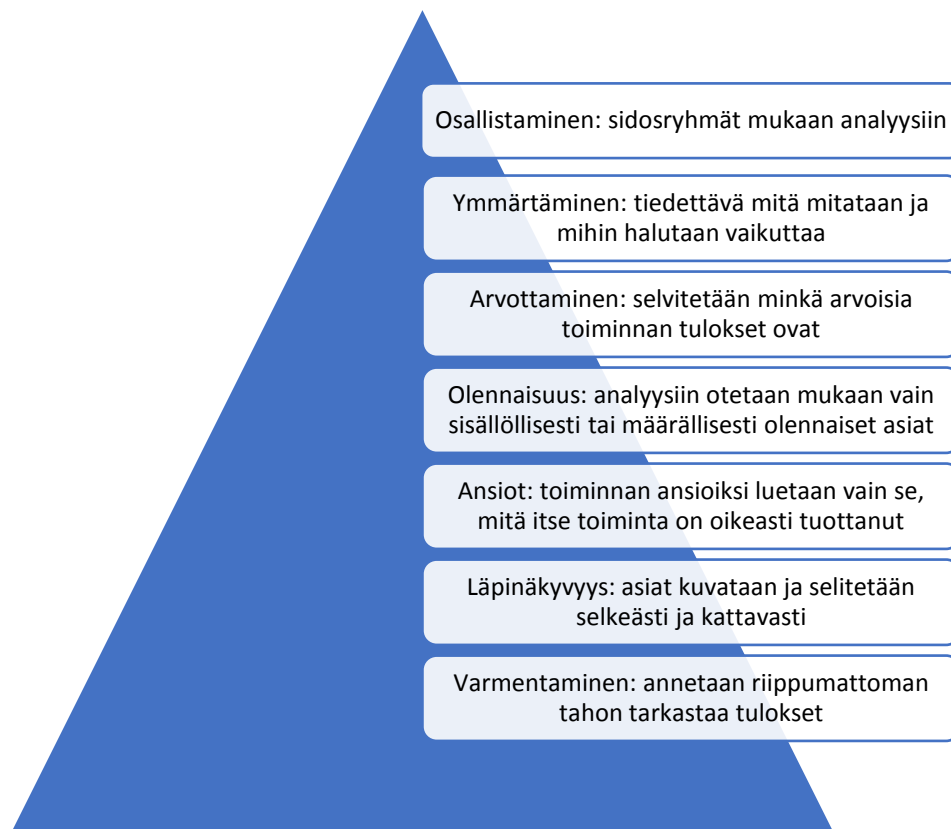 Osallistaminen: sidosryhmät mukaan analyysiin
Ymmärtäminen: tiedettävä mitä mitataan ja
mihin halutaan vaikuttaa
Arvottaminen: selvitetään minkä arvoisia
toiminnan tulokset ovat
Olennaisuus: analyysiin otetaan mukaan vain
sisällöllisesti tai määrällisesti olennaiset asiat
Ansiot: toiminnan ansioiksi luetaan vain se,
mitä itse toiminta on oikeasti tuottanut
Läpinäkyvyys: asiat kuvataan ja selitetään
selkeästi ja kattavasti
Varmentaminen: annetaan riippumattoman
tahon tarkastaa tulokset